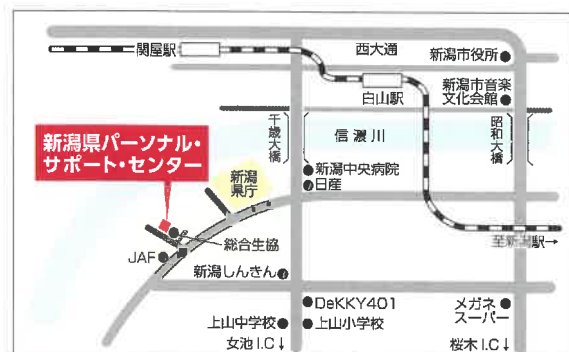 関屋駅
西大通
新潟市役所
白山駅
新潟市音楽
文化会館
千歳大橋
信濃川
昭和大橋
新潟県パーソナル・
サポート・センター
新潟
県庁
新潟中央病院
日産
総合生協
JAF
至新潟駅→
新潟しんきん
DeKKY401
メガネ
スーパー
上山中学校
上山小学校
女池I.C↓
桜木I.C↓